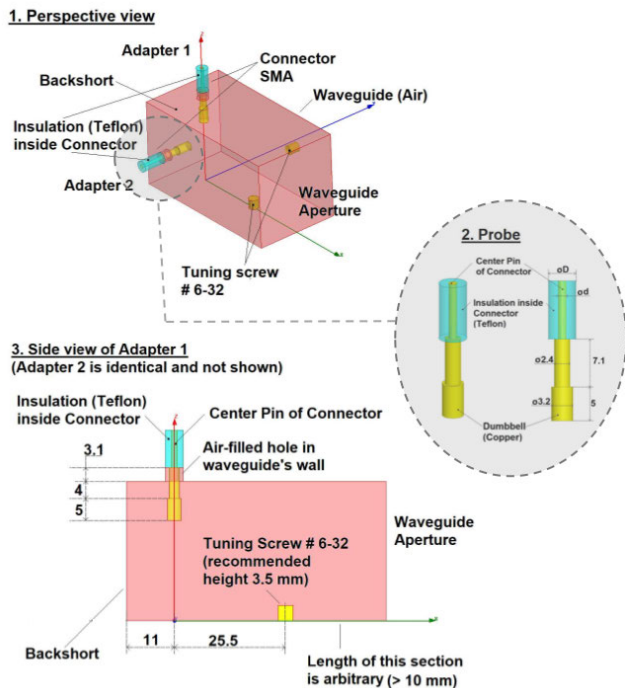 1. Perspective view
Adapter 1
Connector
SMA
Backshort
Waveguide (Air)
Insulation (Teflon)
inside Connector
Adapter 2
Waveguide
Aperture
Tuning screw
# 6-32
2. Probe
Center Pin
of Connector
øD
ød
Insulation inside
Connector
(Teflon)
ø2.4
7.1
ø3.2
5
Dumbbell
(Copper)
3. Side view of Adapter 1
(Adapter 2 is identical and not shown)
Insulation (Teflon)
inside Connector
Center Pin of Connector
Air-filled hole in
waveguide's wall
3.1
4
5
Waveguide
Aperture
Tuning Screw # 6-32
(recommended
height 3.5 mm)
Backshort
11
25.5
Length of this section
is arbitrary (> 10 mm)